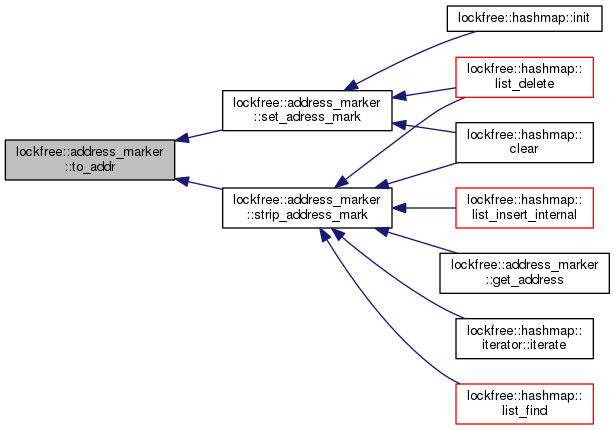 lockfree::hashmap::init
lockfree::hashmap::
list_delete
lockfree::address_marker
::set_adress_mark
lockfree::hashmap::
clear
lockfree::address_marker
::to_addr
lockfree::address_marker
::strip_address_mark
lockfree::hashmap::
list_insert_internal
lockfree::address_marker
::get_address
lockfree::hashmap::
iterator::iterate
lockfree::hashmap::
list_find